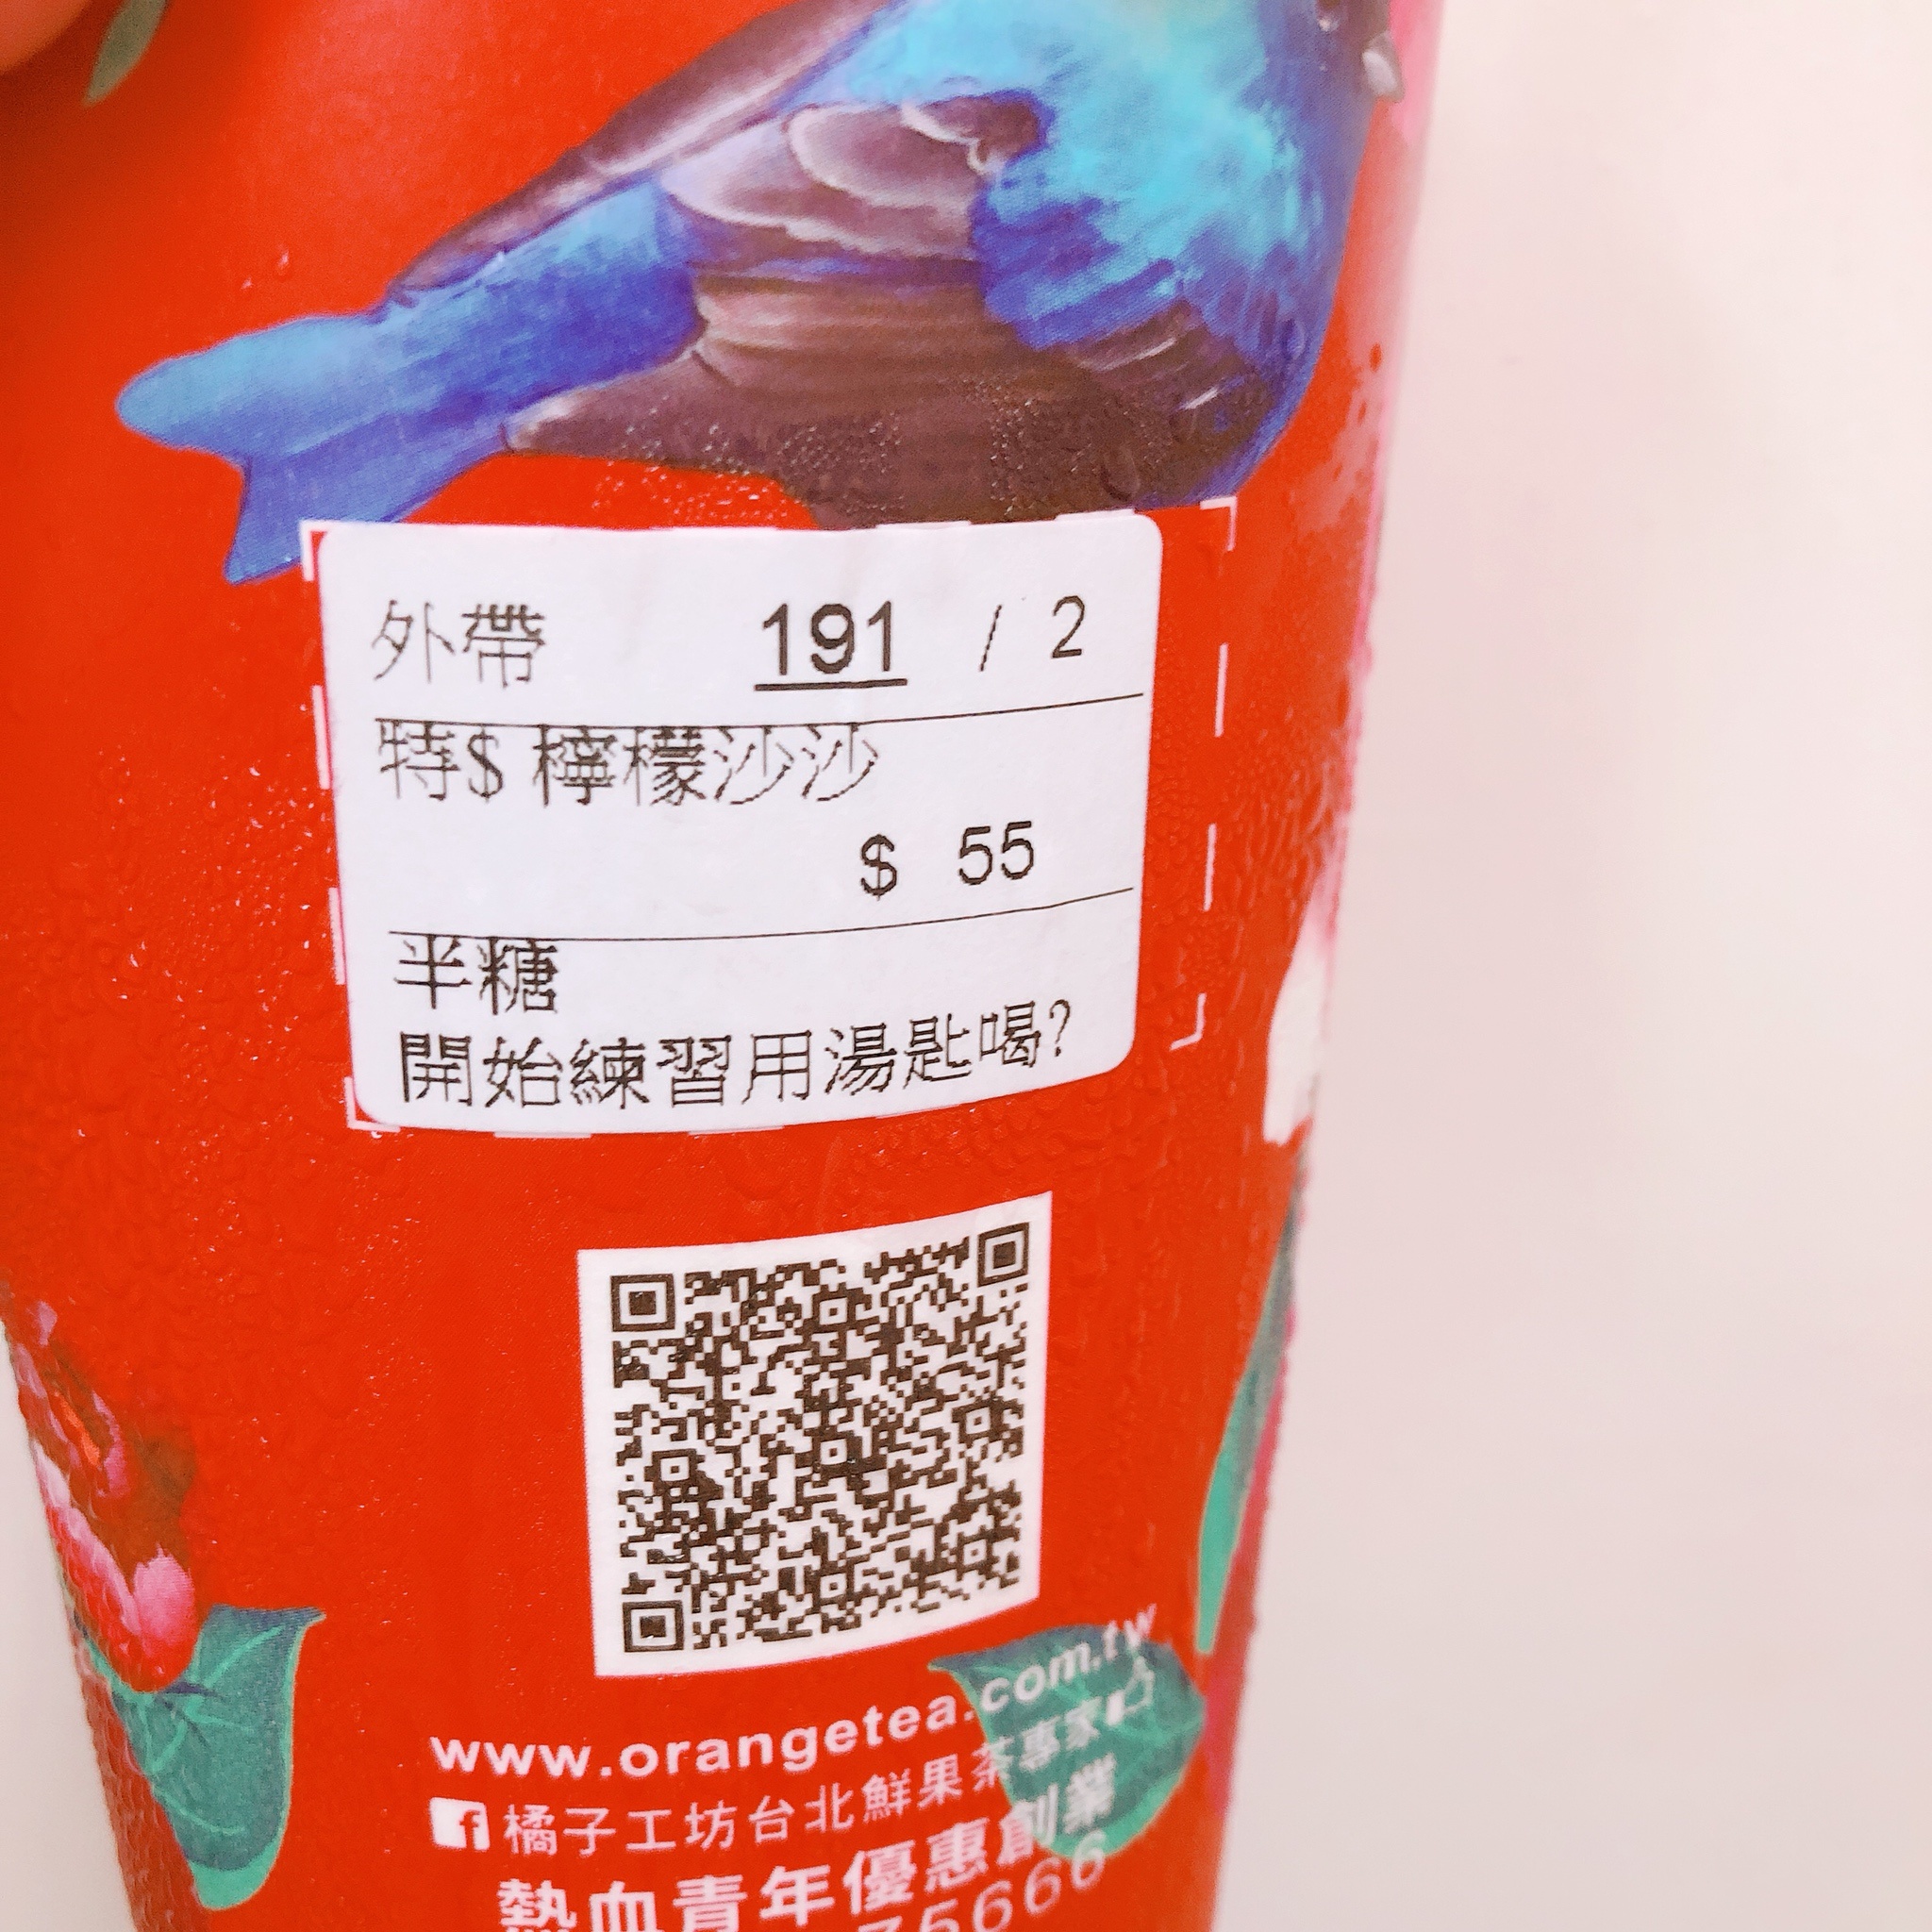 外帶 191 / 2
特$ 檸檬沙沙
$ 55
半糖
開始練習用湯匙喝?
www.orangetea.com.tw
橘子工坊台北鮮果茶專家
熱血青年優惠創業
75666